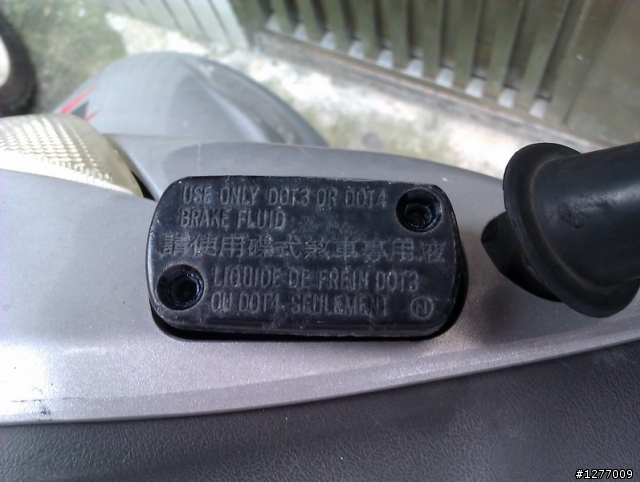 USE ONLY DOT3 OR DOT4
BRAKE FLUID
請使用碟式煞車專用液
LIQUIDE DE FREIN DOT3
OU DOT4 SEULEMENT
#1277009